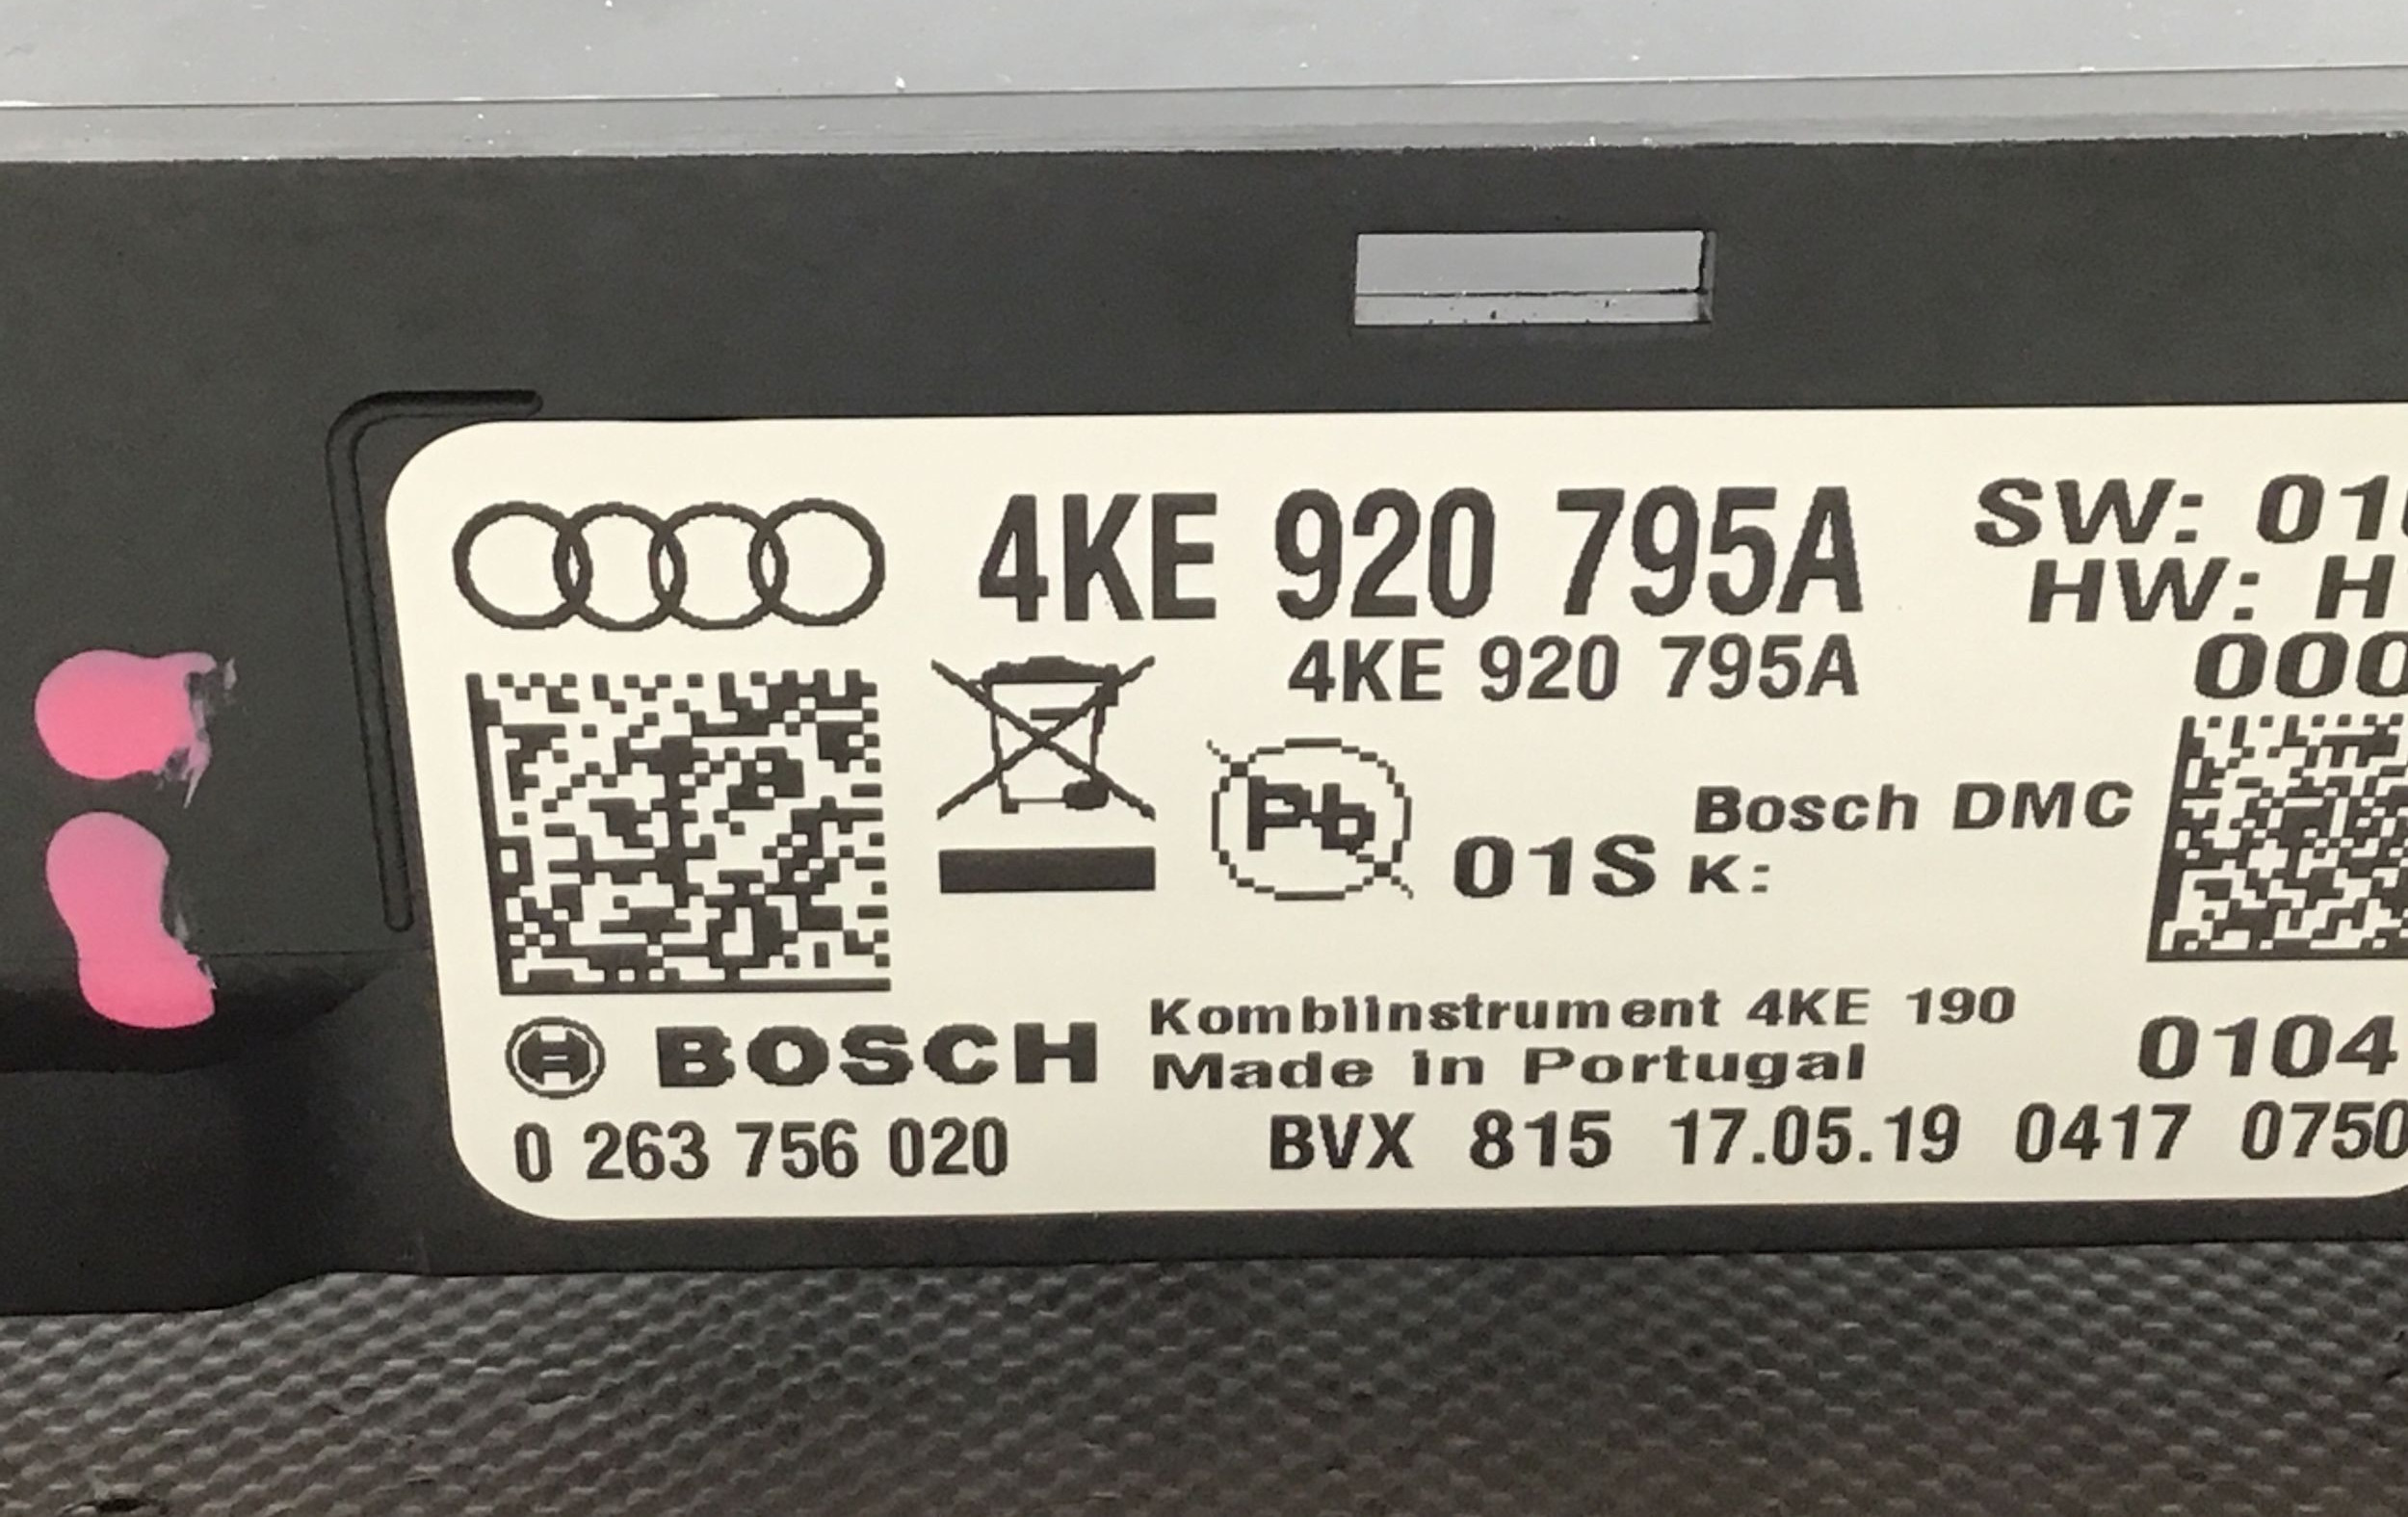 4KE 920 795A
SW: 01
HW: H
4KE 920 795A
000
Pb
01S
Bosch DMC
K:
Kombiinstrument 4KE 190
BOSCH
Made in Portugal
0104
0 263 756 020
BVX 815 17.05.19 0417 0750